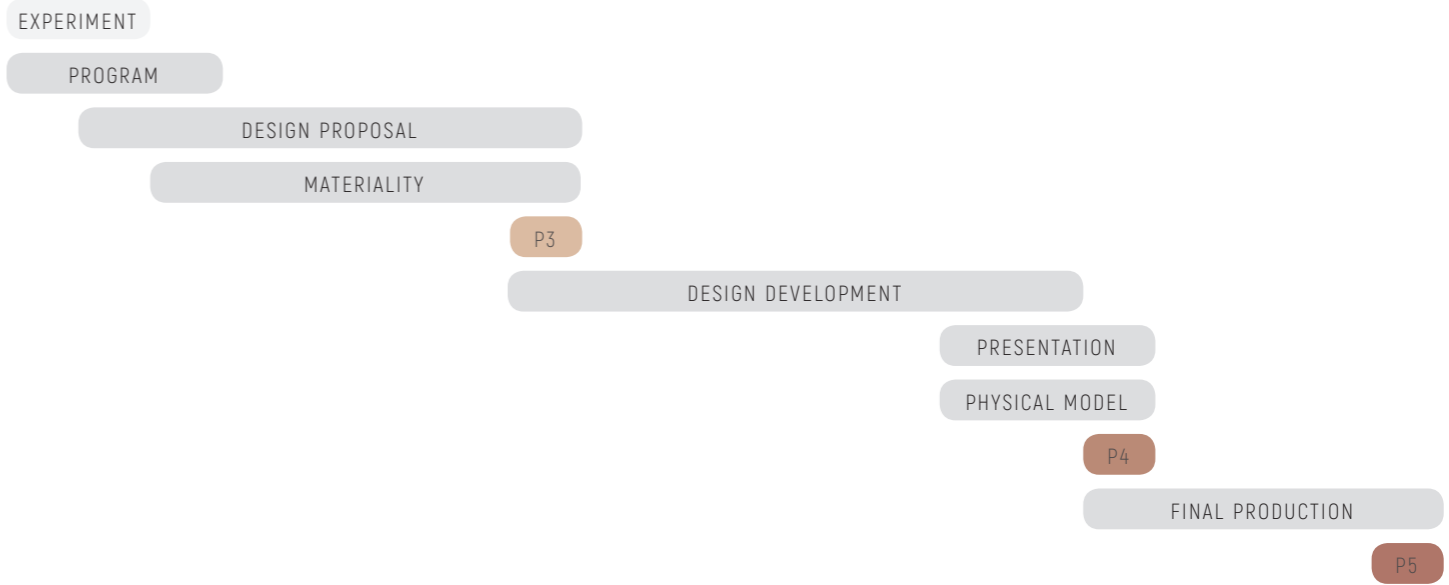 EXPERIMENT
PROGRAM
DESIGN PROPOSAL
MATERIALITY
P3
DESIGN DEVELOPMENT
PRESENTATION
PHYSICAL MODEL
P4
FINAL PRODUCTION
P5